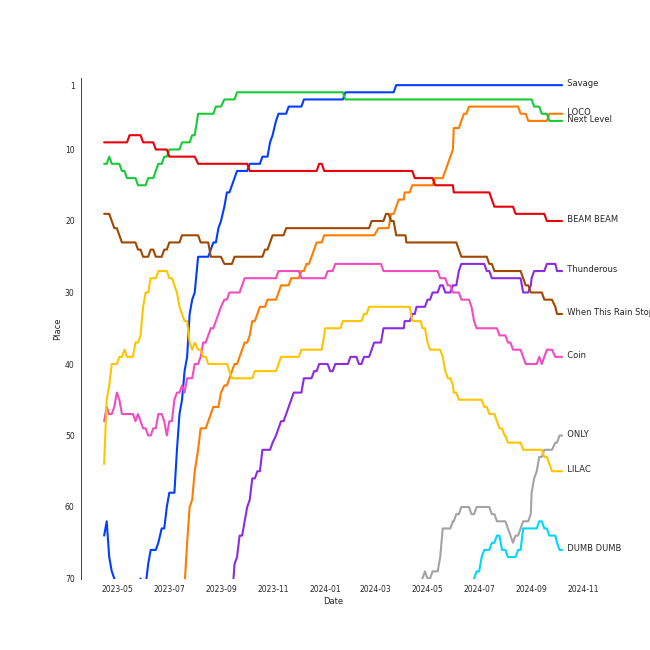 Savage
LOCO
Next Level
BEAM BEAM
Thunderous
When This Rain Stop
Coin
ONLY
LILAC
DUMB DUMB
Place
1
10
20
30
40
50
60
70
2023-05
2023-07
2023-09
2023-11
2024-01
2024-03
2024-05
2024-07
2024-09
2024-11
Date